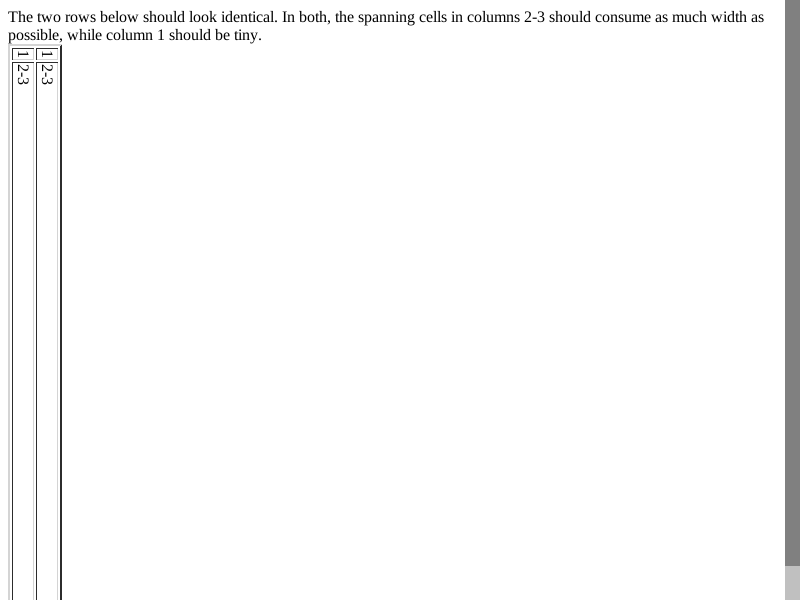 The two rows below should look identical. In both, the spanning cells in columns 2-3 should consume as much width as
possible, while column 1 should be tiny.
1 2-3
1 2-3